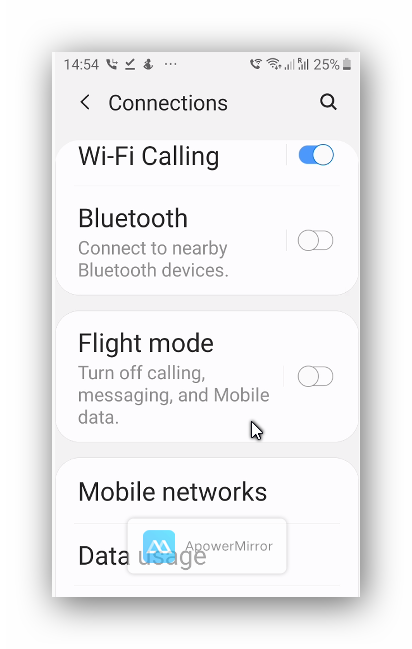 14:54 ... 25%
Connections
Wi-Fi Calling
Bluetooth
Connect to nearby
Bluetooth devices.
Flight mode
Turn off calling,
messaging, and Mobile
data.
Mobile networks
Data usage
ApowerMirror